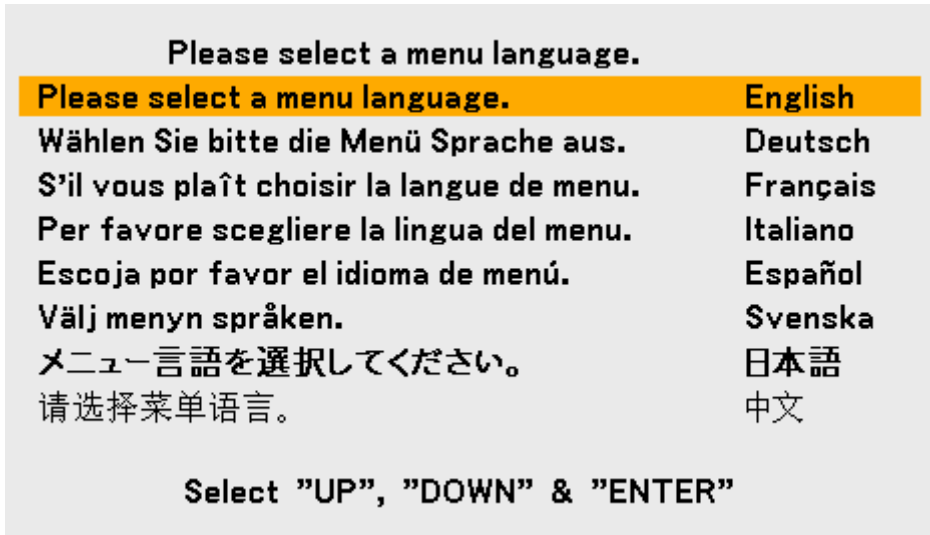 Please select a menu language.
Please select a menu language. English
Wählen Sie bitte die Menü Sprache aus. Deutsch
S'il vous plaît choisir la langue de menu. Français
Per favore scegliere la lingua del menu. Italiano
Escoja por favor el idioma de menú. Español
Välj menyn språken. Svenska
メニュー言語を選択してください。 日本語
请选择菜单语言。 中文
Select ”UP”, ”DOWN” & ”ENTER”